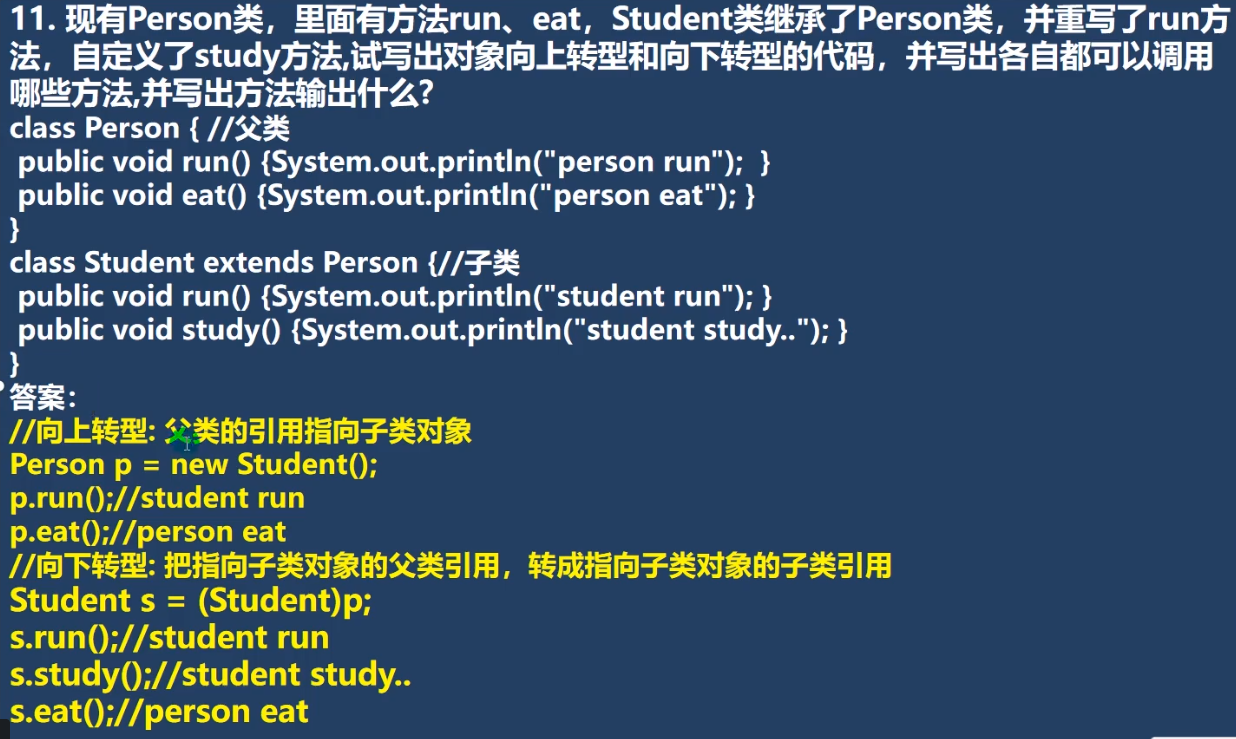 11. 现有Person类，里面有方法run、eat，Student类继承了Person类，并重写了run方
法，自定义了study方法,试写出对象向上转型和向下转型的代码，并写出各自都可以调用
哪些方法,并写出方法输出什么?
class Person { //父类
public void run() {System.out.println("person run");  }
public void eat() {System.out.println("person eat"); }
}
class Student extends Person {//子类
public void run() {System.out.println("student run"); }
public void study() {System.out.println("student study.."); }
}
答案：
//向上转型: 父类的引用指向子类对象
Person p = new Student();
p.run();//student run
p.eat();//person eat
//向下转型: 把指向子类对象的父类引用，转成指向子类对象的子类引用
Student s = (Student)p;
s.run();//student run
s.study();//student study..
s.eat();//person eat